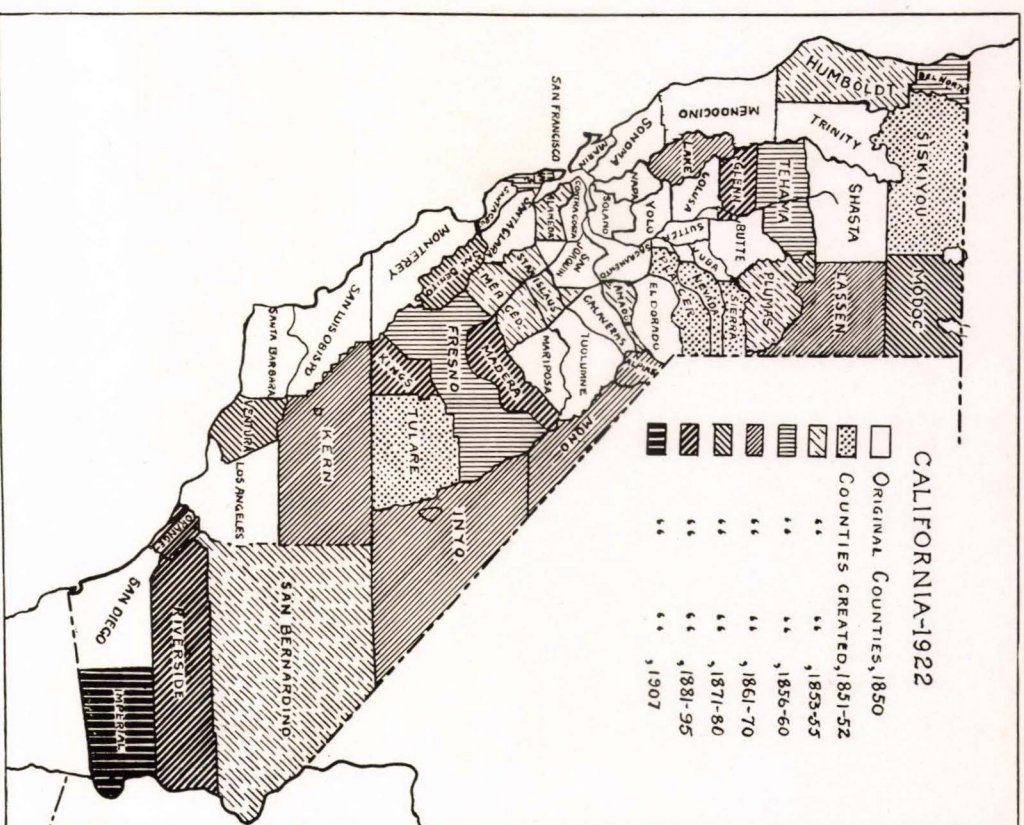 CALIFORNIA-1922
ORIGINAL COUNTIES, 1850
COUNTIES CREATED, 1851-52
“ “ , 1853-55
“ “ , 1856-60
“ “ , 1861-70
“ “ , 1871-80
“ “ , 1881-95
“ “ , 1907
DEL NORTE
SISKIYOU
MODOC
HUMBOLDT
TRINITY
SHASTA
LASSEN
TEHAMA
PLUMAS
MENDOCINO
GLENN
BUTTE
SIERRA
LAKE
COLUSA
YUBA
NEVADA
SUTTER
PLACER
SONOMA
NAPA
YOLO
EL DORADO
MARIN
SOLANO
SACRAMENTO
AMADOR
ALPINE
SAN FRANCISCO
CONTRA COSTA
SAN JOAQUIN
CALAVERAS
ALAMEDA
STANISLAUS
TUOLUMNE
MONO
SANTA CLARA
MERCED
MARIPOSA
MADERA
SAN BENITO
FRESNO
MONTEREY
KINGS
TULARE
INYO
SAN LUIS OBISPO
KERN
SANTA BARBARA
VENTURA
LOS ANGELES
SAN BERNARDINO
ORANGE
RIVERSIDE
SAN DIEGO
IMPERIAL